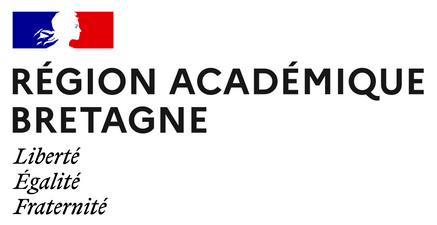 RÉGION ACADÉMIQUE
BRETAGNE
Liberté
Égalité
Fraternité